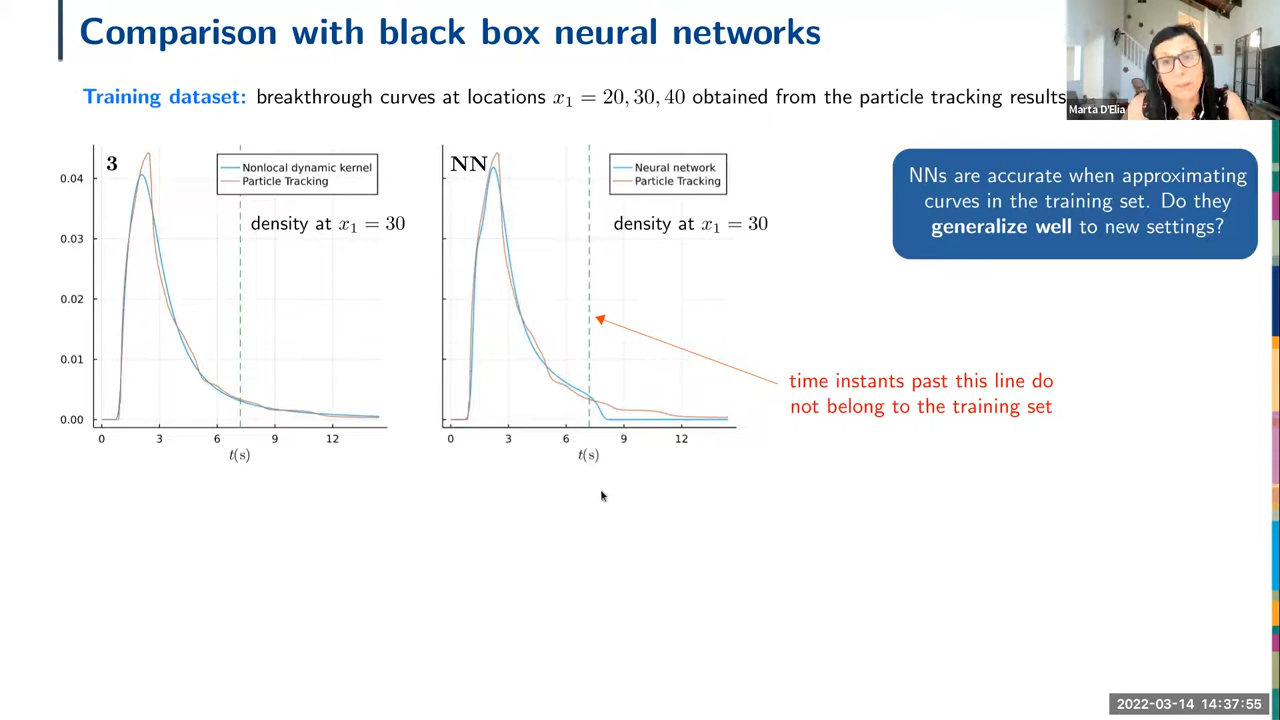 Comparison with black box neural networks
Training dataset: breakthrough curves at locations x₁ = 20, 30, 40 obtained from the particle tracking results
Marta D'Elia
3
Nonlocal dynamic kernel
Particle Tracking
density at x₁ = 30
0.04
0.03
0.02
0.01
0.00
0 3 6 9 12
t(s)
NN
Neural network
Particle Tracking
density at x₁ = 30
0 3 6 9 12
t(s)
NNs are accurate when approximating
curves in the training set. Do they
generalize well to new settings?
time instants past this line do
not belong to the training set
2022-03-14 14:37:55